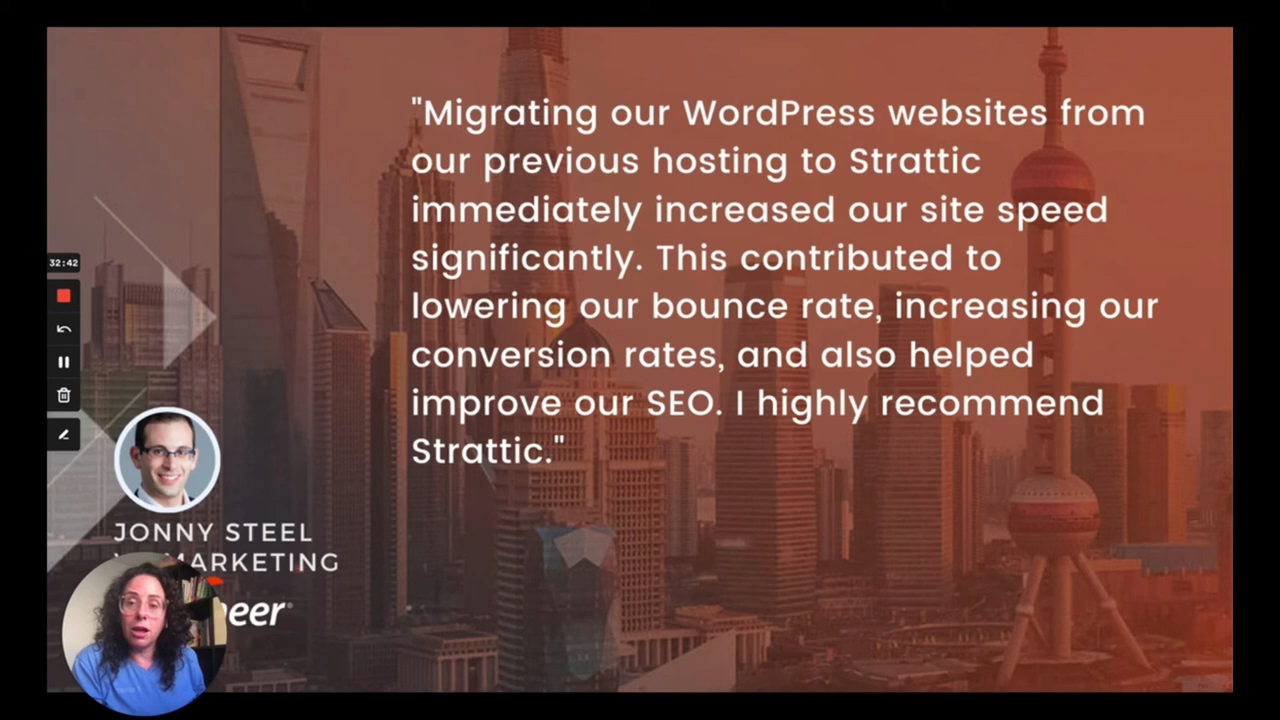 "Migrating our WordPress websites from
our previous hosting to Strattic
immediately increased our site speed
significantly. This contributed to
lowering our bounce rate, increasing our
conversion rates, and also helped
improve our SEO. I highly recommend
Strattic."
32:42
JONNY STEEL
MARKETING